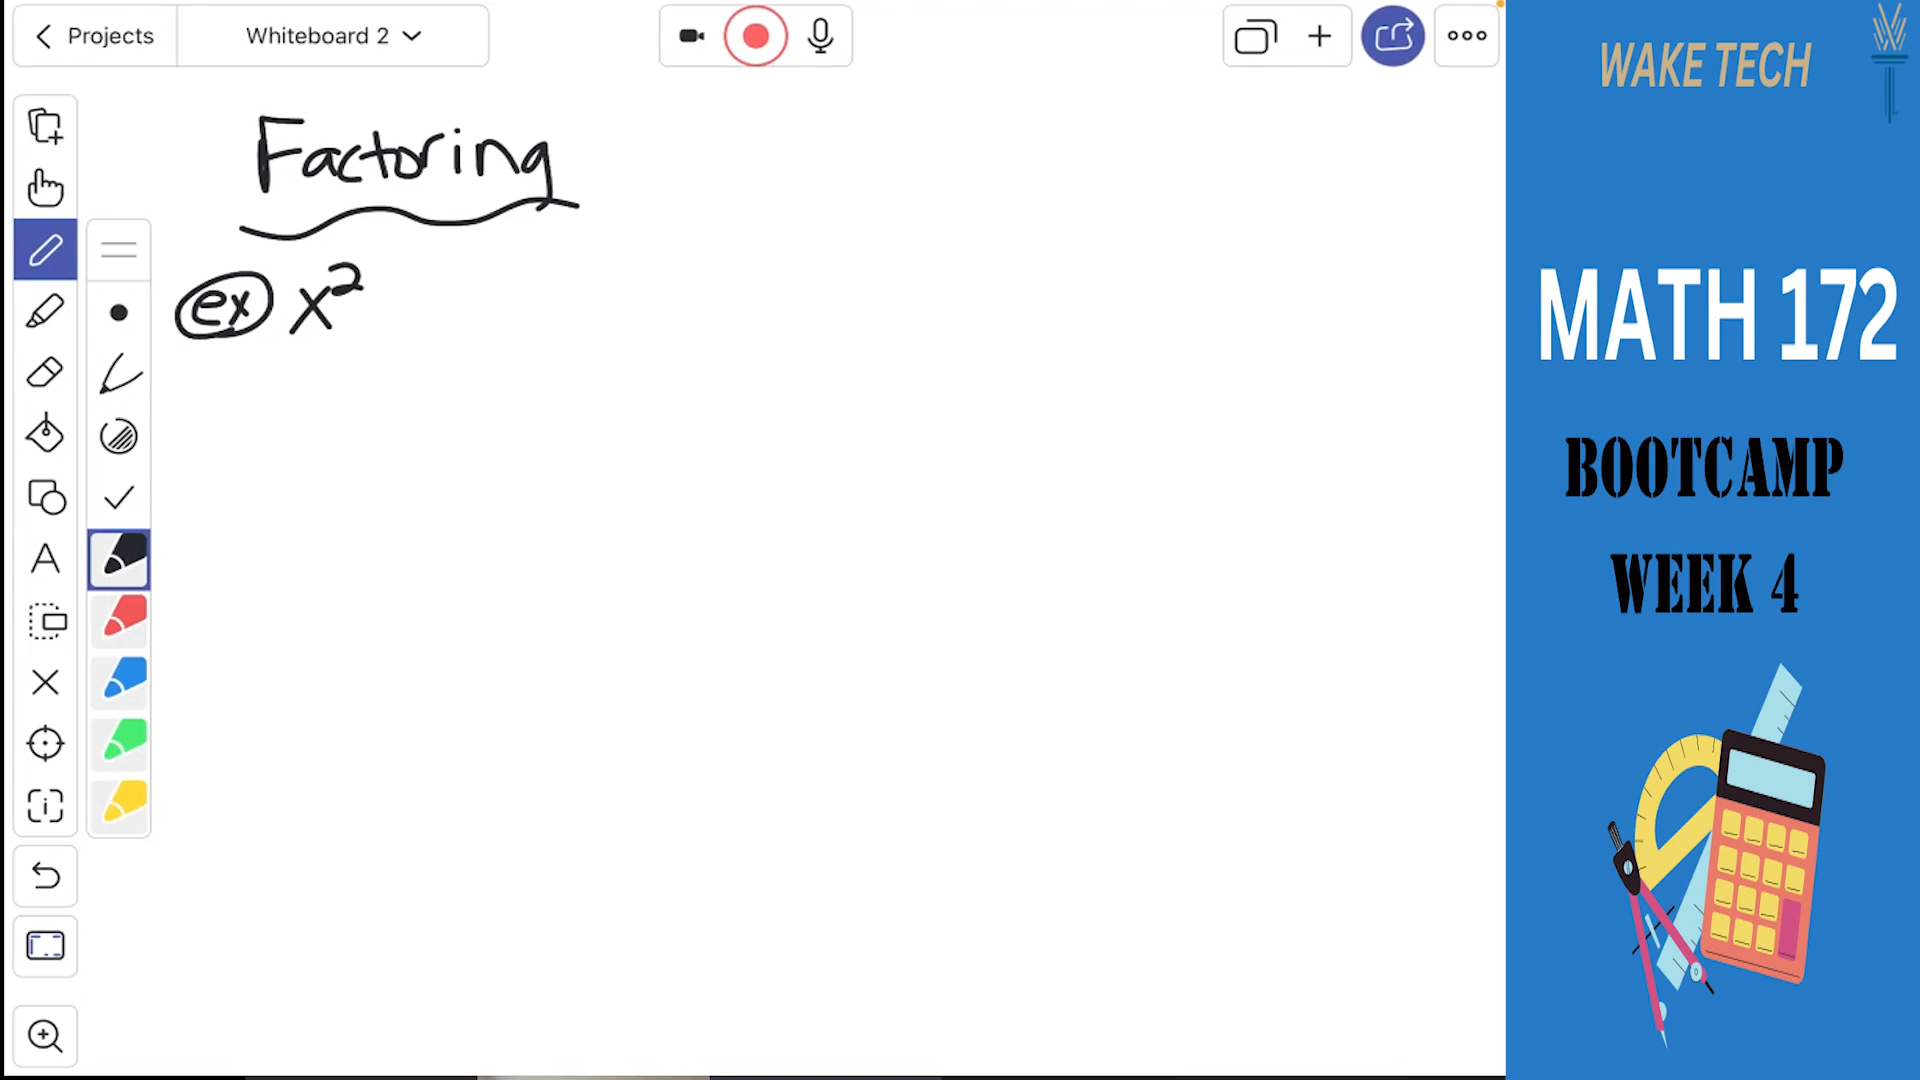 Projects
Whiteboard 2
WAKE TECH
Factoring
ex x²
MATH 172
BOOTCAMP
WEEK 4
A